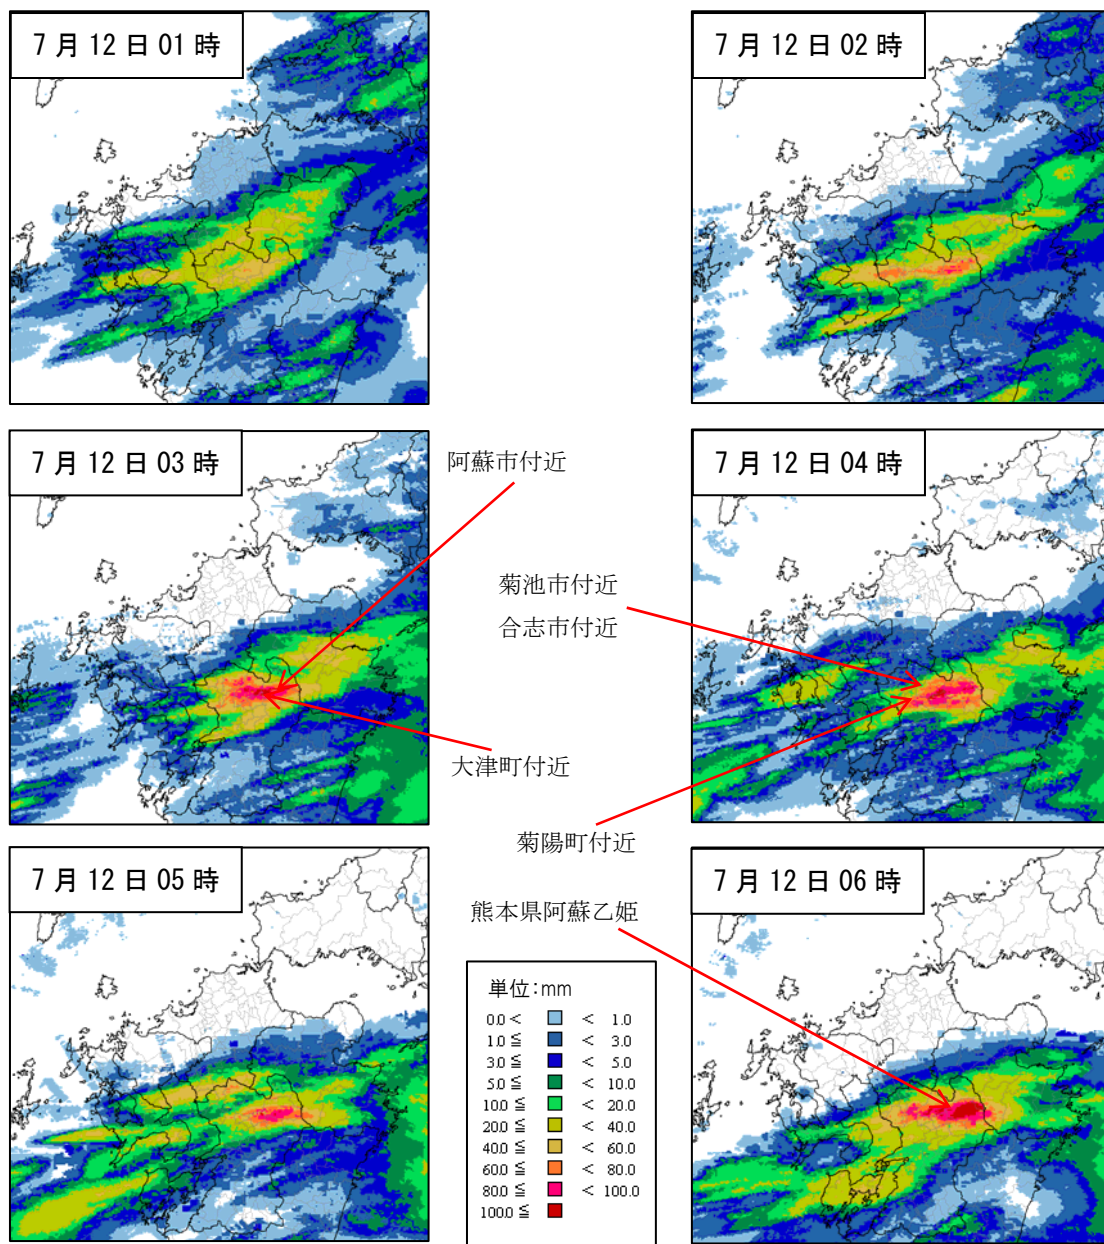 7月12日01時
7月12日02時
7月12日03時
阿蘇市付近
7月12日04時
菊池市付近
合志市付近
大津町付近
菊陽町付近
7月12日05時
熊本県阿蘇乙姫
7月12日06時
単位:mm
0.0 < < 1.0
1.0 ≦ < 3.0
3.0 ≦ < 5.0
5.0 ≦ < 10.0
10.0 ≦ < 20.0
20.0 ≦ < 40.0
40.0 ≦ < 60.0
60.0 ≦ < 80.0
80.0 ≦ < 100.0
100.0 ≦